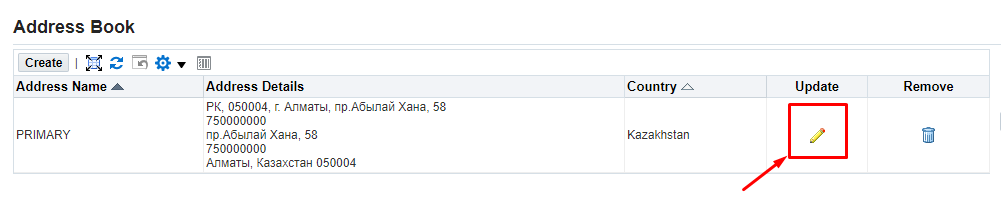 Address Book
Create
Address Name Address Details Country Update Remove
PRIMARY
РК, 050004, г. Алматы, пр.Абылай Хана, 58
750000000
пр.Абылай Хана, 58
750000000
Алматы, Казахстан 050004
Kazakhstan